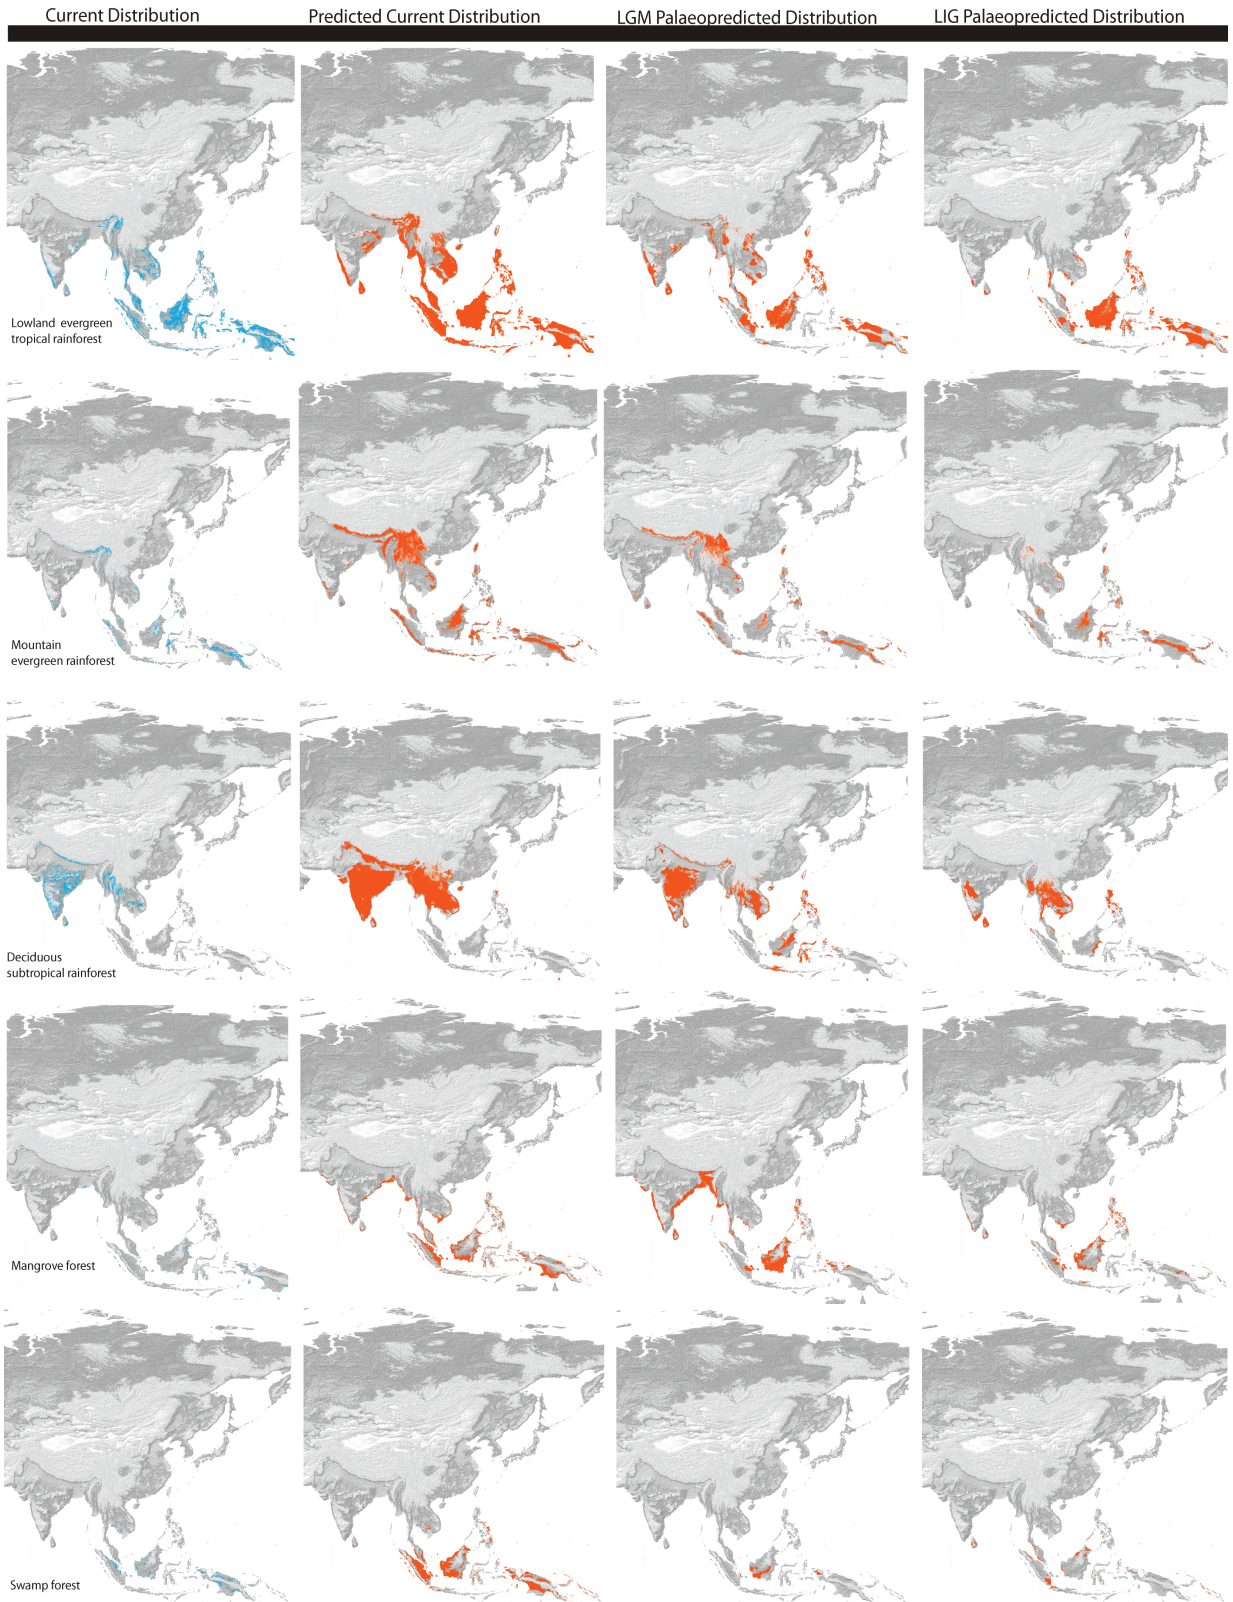 Current Distribution
Predicted Current Distribution
LGM Palaeopredicted Distribution
LIG Palaeopredicted Distribution
Lowland evergreen
tropical rainforest
Mountain
evergreen rainforest
Deciduous
subtropical rainforest
Mangrove forest
Swamp forest